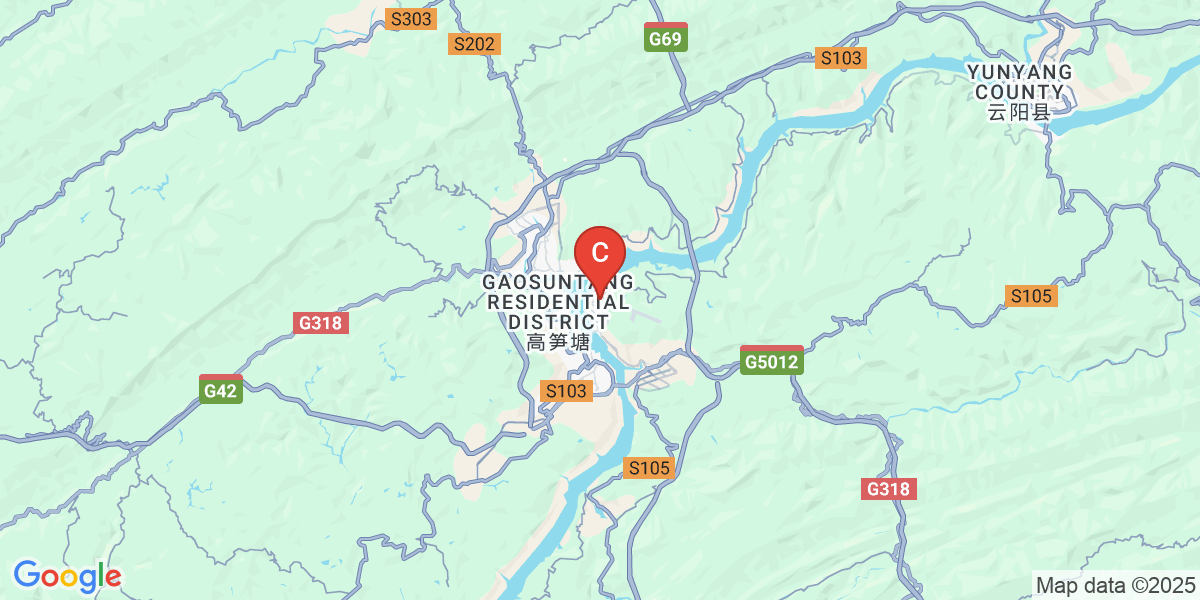 S303
S202
G69
S103
YUNYANG
COUNTY
云阳县
C
GAOSUNTANG
RESIDENTIAL
DISTRICT
高笋塘
G318
S105
G5012
G42
S103
S105
G318
Google
Map data ©2025